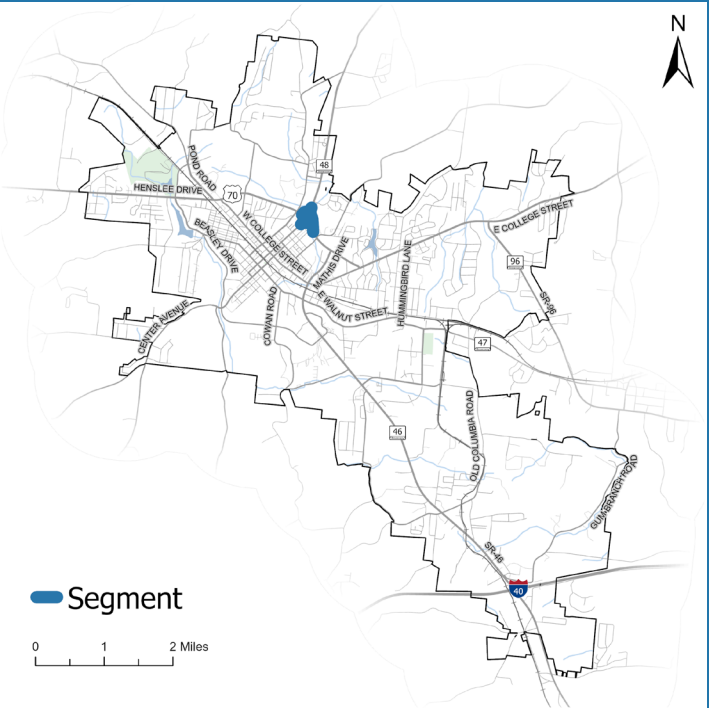 N
48
POND ROAD
HENSLEE DRIVE
70
W COLLEGE STREET
BEASLEY DRIVE
E COLLEGE STREET
MATHIS DRIVE
HUMMINGBIRD LANE
96
SR-96
COWAN ROAD
E WALNUT STREET
CENTER AVENUE
47
46
OLD COLUMBIA ROAD
GUM BRANCH ROAD
SR-46
40
Segment
0 1 2 Miles